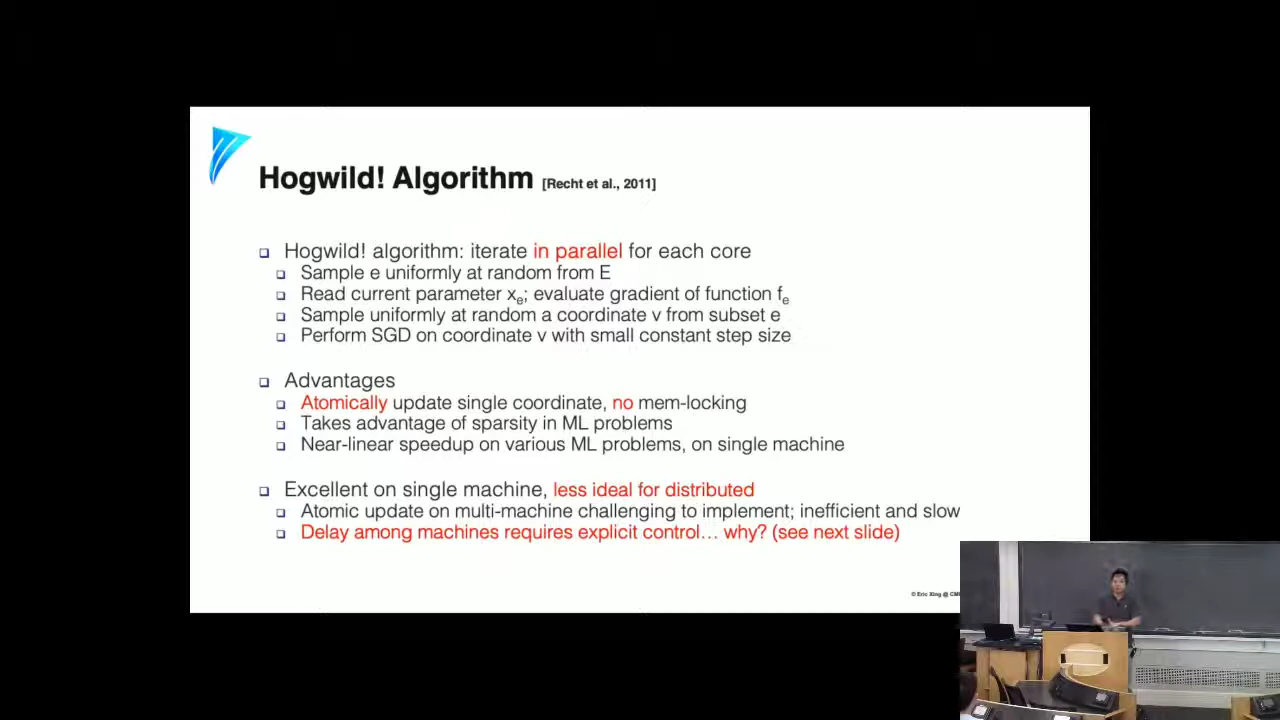 Hogwild! Algorithm [Recht et al., 2011]
Hogwild! algorithm: iterate in parallel for each core
Sample e uniformly at random from E
Read current parameter xe; evaluate gradient of function fe
Sample uniformly at random a coordinate v from subset e
Perform SGD on coordinate v with small constant step size
Advantages
Atomically update single coordinate, no mem-locking
Takes advantage of sparsity in ML problems
Near-linear speedup on various ML problems, on single machine
Excellent on single machine, less ideal for distributed
Atomic update on multi-machine challenging to implement; inefficient and slow
Delay among machines requires explicit control… why? (see next slide)
© Eric Xing @ CM